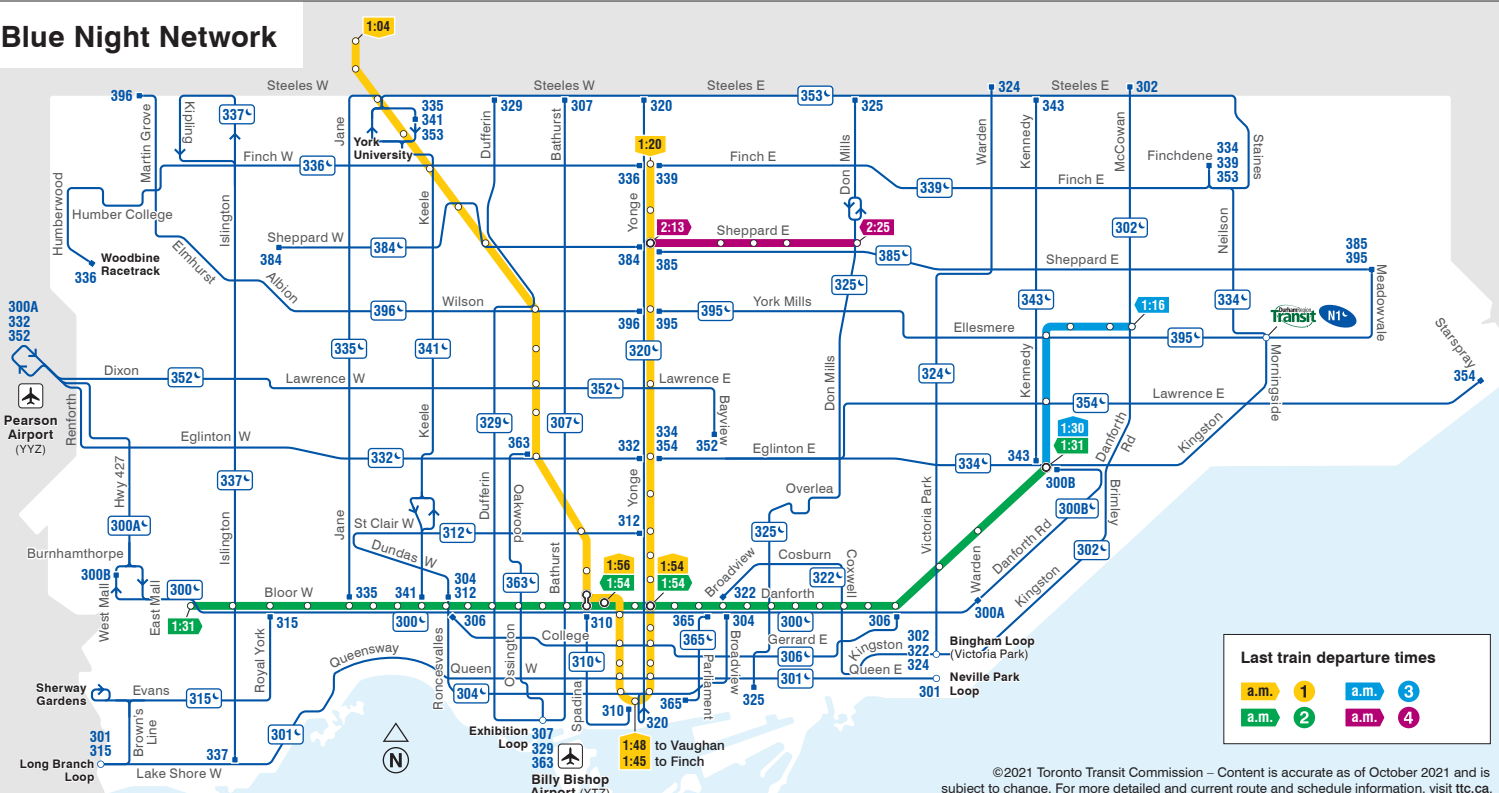 Blue Night Network
1:04
Steeles W
Steeles W
Steeles E
353
324
Steeles E
302
396
Martin Grove
Kipling
337
Jane
335
341
353
York
University
Dufferin
329
Bathurst
307
320
325
Warden
Kennedy
343
McCowan
Staines
1:20
Finch W
336
336
339
Finch E
Don Mills
339
Finch E
Finchdene
334
339
353
Humberwood
Humber College
Islington
Keele
Yonge
Neilson
Sheppard W
384
384
2:13
Sheppard E
2:25
302
336
Woodbine
Racetrack
Elmhurst
Albion
384
385
385
Sheppard E
385
395
Meadowvale
325
300A
332
352
396
Wilson
396
395
395
York Mills
343
1:16
334
DurhamRegion
Transit
N1
Ellesmere
395
335
341
320
Starspray
354
Dixon
352
Lawrence W
352
Lawrence E
324
Kennedy
Don Mills
Lawrence E
354
Morningside
Pearson
Airport
(YYZ)
Renforth
Keele
329
307
Bayview
352
Danforth
Rd
Kingston
Eglinton W
332
363
332
334
354
Eglinton E
334
343
1:30
1:31
300B
Hwy 427
337
Dufferin
Oakwood
Yonge
Overlea
Victoria Park
Brimley
300B
300A
Islington
Jane
St Clair W
312
312
325
Danforth Rd
302
Burnhamthorpe
Dundas W
Bathurst
1:56
1:54
1:54
1:54
Broadview
Cosburn
322
Coxwell
Warden
Kingston
300B
West Mall
East Mall
300
Bloor W
335
341
304
312
363
322
Danforth
300A
1:31
315
300
306
310
365
304
300
306
Royal York
Roncesvalles
Ossington
College
365
Gerrard E
306
Kingston
302
322
324
Bingham Loop
(Victoria Park)
Queensway
Queen
W
310
Parliament
Broadview
301
Queen E
301
Neville Park
Loop
Sherway
Gardens
Evans
315
304
Spadina
310
320
365
325
Brown's
Line
301
N
Exhibition
Loop
307
329
363
1:48 to Vaughan
1:45 to Finch
301
315
Long Branch
Loop
337
Lake Shore W
Billy Bishop
Airport (YTZ)
Last train departure times
a.m. 1
a.m. 3
a.m. 2
a.m. 4
©2021 Toronto Transit Commission – Content is accurate as of October 2021 and is
subject to change. For more detailed and current route and schedule information, visit ttc.ca.